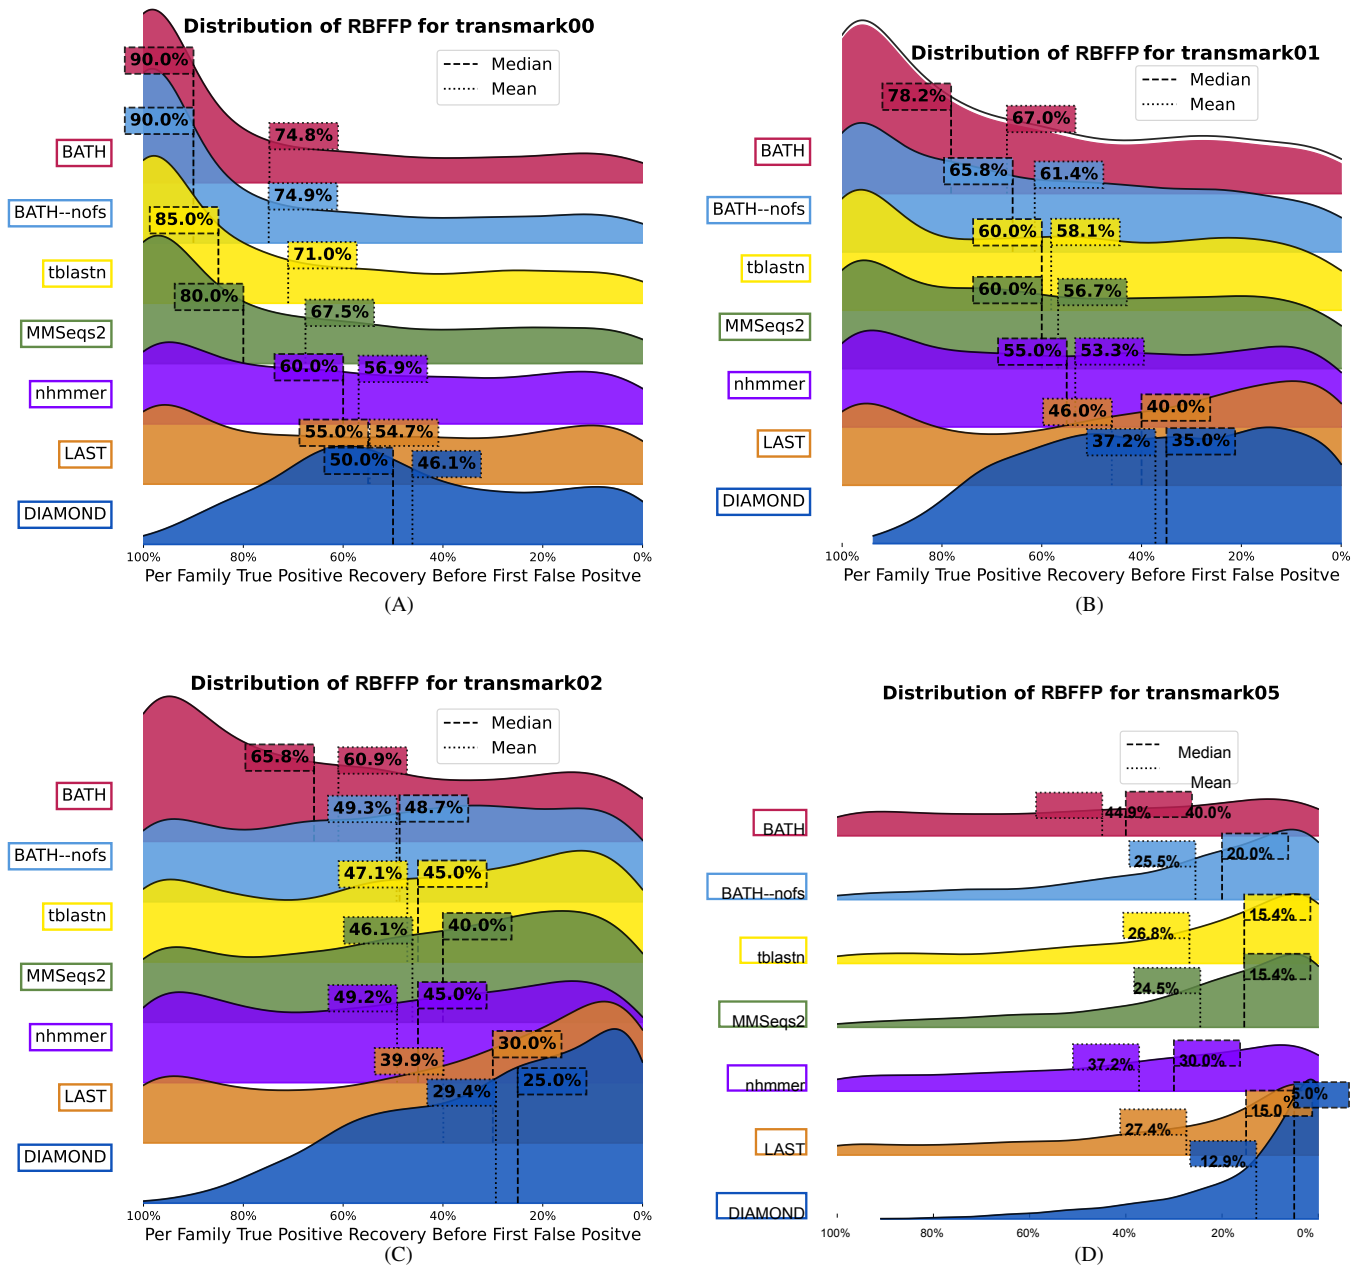 Distribution of RBFFP for transmark00
Median
Mean
90.0%
90.0%
74.8%
BATH
74.9%
BATH--nofs
85.0%
71.0%
tblastn
80.0%
67.5%
MMSeqs2
60.0%
56.9%
nhmmer
55.0%
54.7%
LAST
50.0%
46.1%
DIAMOND
100%
80%
60%
40%
20%
0%
Per Family True Positive Recovery Before First False Positve
(A)
Distribution of RBFFP for transmark01
Median
Mean
78.2%
67.0%
BATH
65.8%
61.4%
BATH--nofs
60.0%
58.1%
tblastn
60.0%
56.7%
MMSeqs2
55.0%
53.3%
nhmmer
46.0%
40.0%
LAST
37.2%
35.0%
DIAMOND
100%
80%
60%
40%
20%
0%
Per Family True Positive Recovery Before First False Positve
(B)
Distribution of RBFFP for transmark02
Median
Mean
65.8%
60.9%
BATH
49.3%
48.7%
BATH--nofs
47.1%
45.0%
tblastn
46.1%
40.0%
MMSeqs2
49.2%
45.0%
nhmmer
39.9%
30.0%
LAST
29.4%
25.0%
DIAMOND
100%
80%
60%
40%
20%
0%
Per Family True Positive Recovery Before First False Positve
(C)
Distribution of RBFFP for transmark05
Median
Mean
44.9%
40.0%
BATH
25.5%
20.0%
BATH--nofs
26.8%
15.4%
tblastn
24.5%
15.4%
MMSeqs2
37.2%
30.0%
nhmmer
27.4%
15.0%
LAST
12.9%
5.0%
DIAMOND
100%
80%
60%
40%
20%
0%
(D)